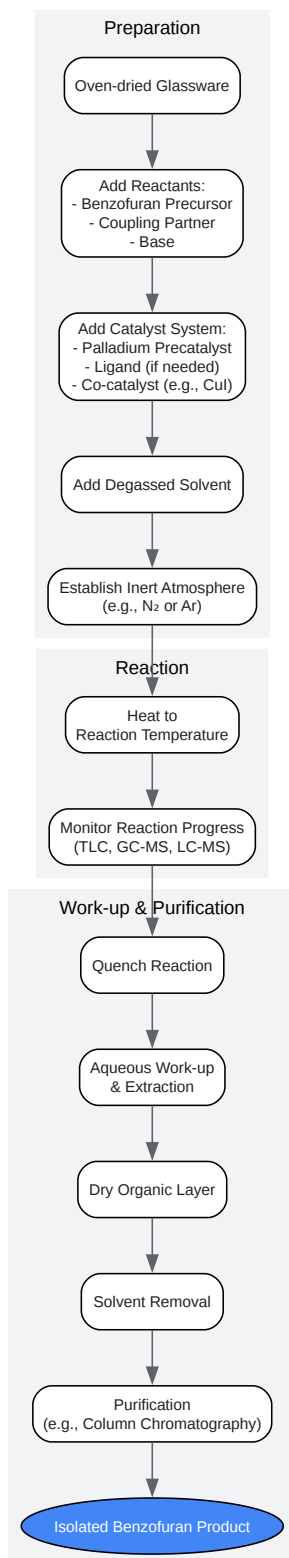 Preparation
Oven-dried Glassware
Add Reactants:
- Benzofuran Precursor
- Coupling Partner
- Base
Add Catalyst System:
- Palladium Precatalyst
- Ligand (if needed)
- Co-catalyst (e.g., CuI)
Add Degassed Solvent
Establish Inert Atmosphere
(e.g., N₂ or Ar)
Reaction
Heat to
Reaction Temperature
Monitor Reaction Progress
(TLC, GC-MS, LC-MS)
Work-up & Purification
Quench Reaction
Aqueous Work-up
& Extraction
Dry Organic Layer
Solvent Removal
Purification
(e.g., Column Chromatography)
Isolated Benzofuran Product